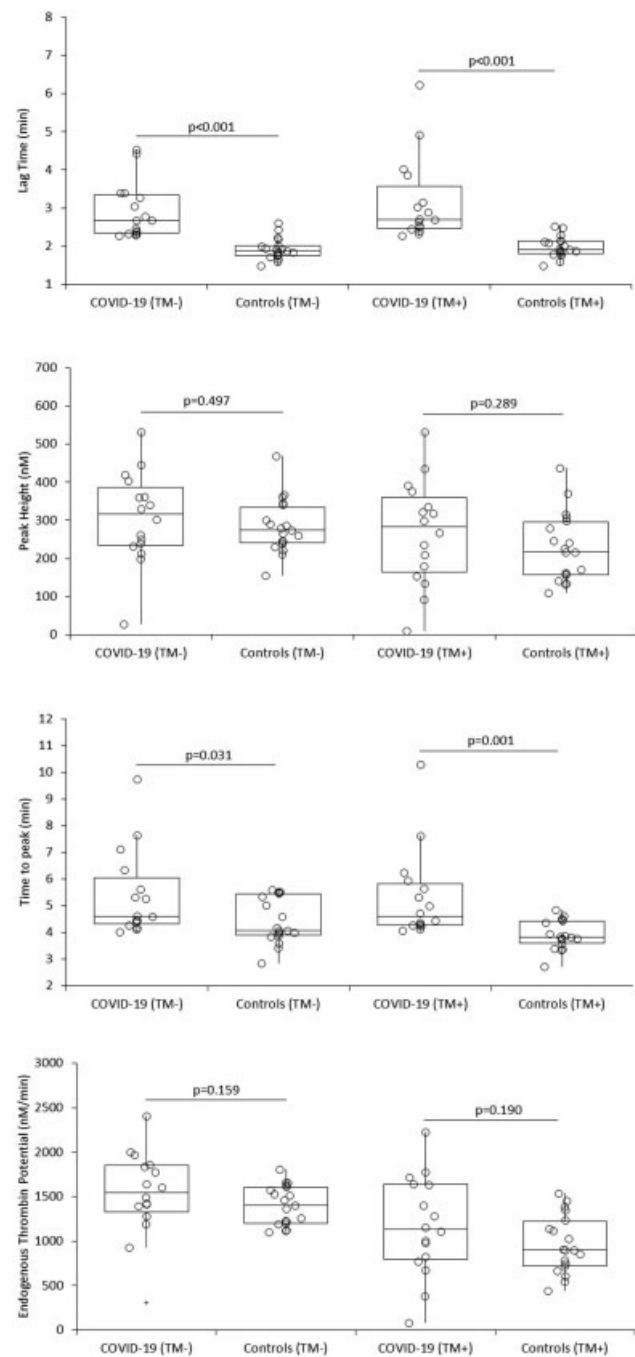 8
7
6
5
4
3
2
1
Lag Time (min)
p<0.001
p<0.001
COVID-19 (TM-) Controls (TM-) COVID-19 (TM+) Controls (TM+)
700
600
500
400
300
200
100
0
Peak Height (nM)
p=0.497
p=0.289
COVID-19 (TM-) Controls (TM-) COVID-19 (TM+) Controls (TM+)
12
11
10
9
8
7
6
5
4
3
2
Time to peak (min)
p=0.031
p=0.001
COVID-19 (TM-) Controls (TM-) COVID-19 (TM+) Controls (TM+)
3000
2500
2000
1500
1000
500
0
Endogenous Thrombin Potential (nM/min)
p=0.159
p=0.190
COVID-19 (TM-) Controls (TM-) COVID-19 (TM+) Controls (TM+)